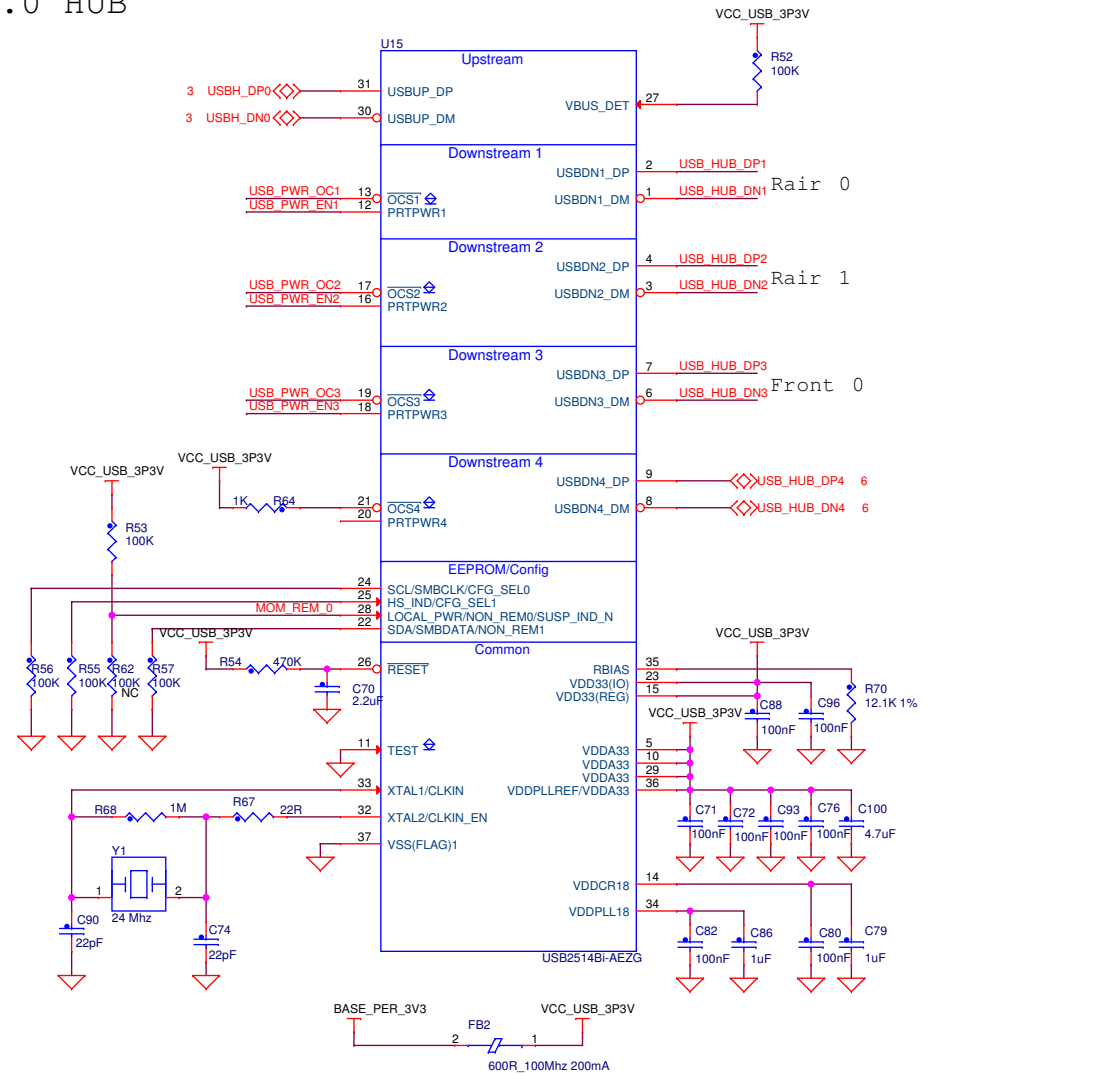 .0 HUB
VCC_USB_3P3V
R52
100K
U15
Upstream
3 USBH_DP0 31 USBUP_DP
3 USBH_DN0 30 USBUP_DM
VBUS_DET 27
Downstream 1
USBDN1_DP 2 USB_HUB_DP1
USBDN1_DM 1 USB_HUB_DN1
Rair 0
USB_PWR_OC1 13 OCS1
USB_PWR_EN1 12 PRTPWR1
Downstream 2
USBDN2_DP 4 USB_HUB_DP2
USBDN2_DM 3 USB_HUB_DN2
Rair 1
USB_PWR_OC2 17 OCS2
USB_PWR_EN2 16 PRTPWR2
Downstream 3
USBDN3_DP 7 USB_HUB_DP3
USBDN3_DM 6 USB_HUB_DN3
Front 0
USB_PWR_OC3 19 OCS3
USB_PWR_EN3 18 PRTPWR3
Downstream 4
USBDN4_DP 9 USB_HUB_DP4 6
USBDN4_DM 8 USB_HUB_DN4 6
VCC_USB_3P3V
VCC_USB_3P3V
1K R64 21 OCS4
20 PRTPWR4
R53
100K
EEPROM/Config
24 SCL/SMBCLK/CFG_SEL0
25 HS_IND/CFG_SEL1
MOM_REM_0 28 LOCAL_PWR/NON_REM0/SUSP_IND_N
22 SDA/SMBDATA/NON_REM1
VCC_USB_3P3V
R56
100K
R55
100K
R62
100K
NC
R57
100K
Common
R54 470K 26 RESET
C70
2.2uF
VCC_USB_3P3V
RBIAS 35
VDD33(IO) 23
VDD33(REG) 15
R70
12.1K 1%
C88
100nF
C96
100nF
VCC_USB_3P3V
11 TEST
VDDA33 5
VDDA33 10
VDDA33 29
VDDPLLREF/VDDA33 36
33 XTAL1/CLKIN
R68 1M
R67 22R
32 XTAL2/CLKIN_EN
37 VSS(FLAG)1
C71
100nF
C72
100nF
C93
100nF
C76
100nF
C100
4.7uF
Y1
1 2
24 Mhz
C90
22pF
C74
22pF
VDDCR18 14
VDDPLL18 34
C82
100nF
C86
1uF
C80
100nF
C79
1uF
USB2514Bi-AEZG
BASE_PER_3V3
VCC_USB_3P3V
FB2
2 1
600R_100Mhz 200mA